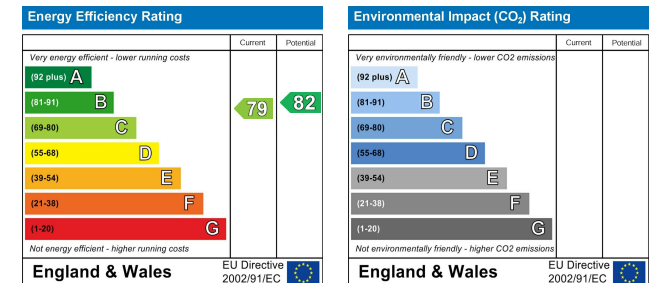 Energy Efficiency Rating
Current Potential
Very energy efficient - lower running costs
(92 plus) A
(81-91) B
(69-80) C
(55-68) D
(39-54) E
(21-38) F
(1-20) G
79
82
Not energy efficient - higher running costs
England & Wales
EU Directive
2002/91/EC
Environmental Impact (CO₂) Rating
Current Potential
Very environmentally friendly - lower CO2 emissions
(92 plus) A
(81-91) B
(69-80) C
(55-68) D
(39-54) E
(21-38) F
(1-20) G
Not environmentally friendly - higher CO2 emissions
England & Wales
EU Directive
2002/91/EC